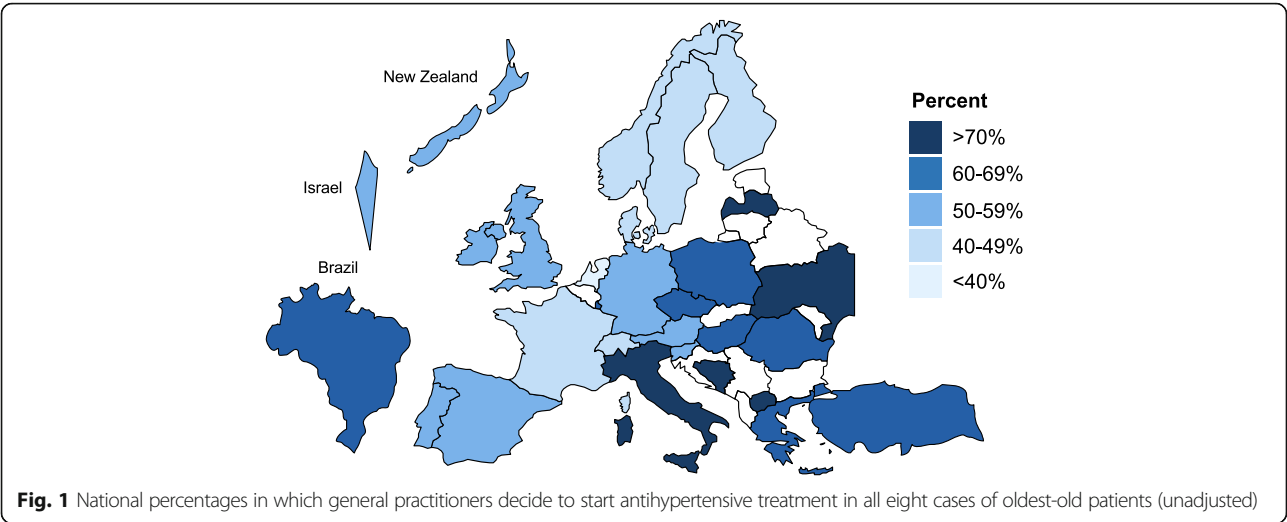 New Zealand
Israel
Brazil
Percent
>70%
60-69%
50-59%
40-49%
<40%
Fig. 1 National percentages in which general practitioners decide to start antihypertensive treatment in all eight cases of oldest-old patients (unadjusted)